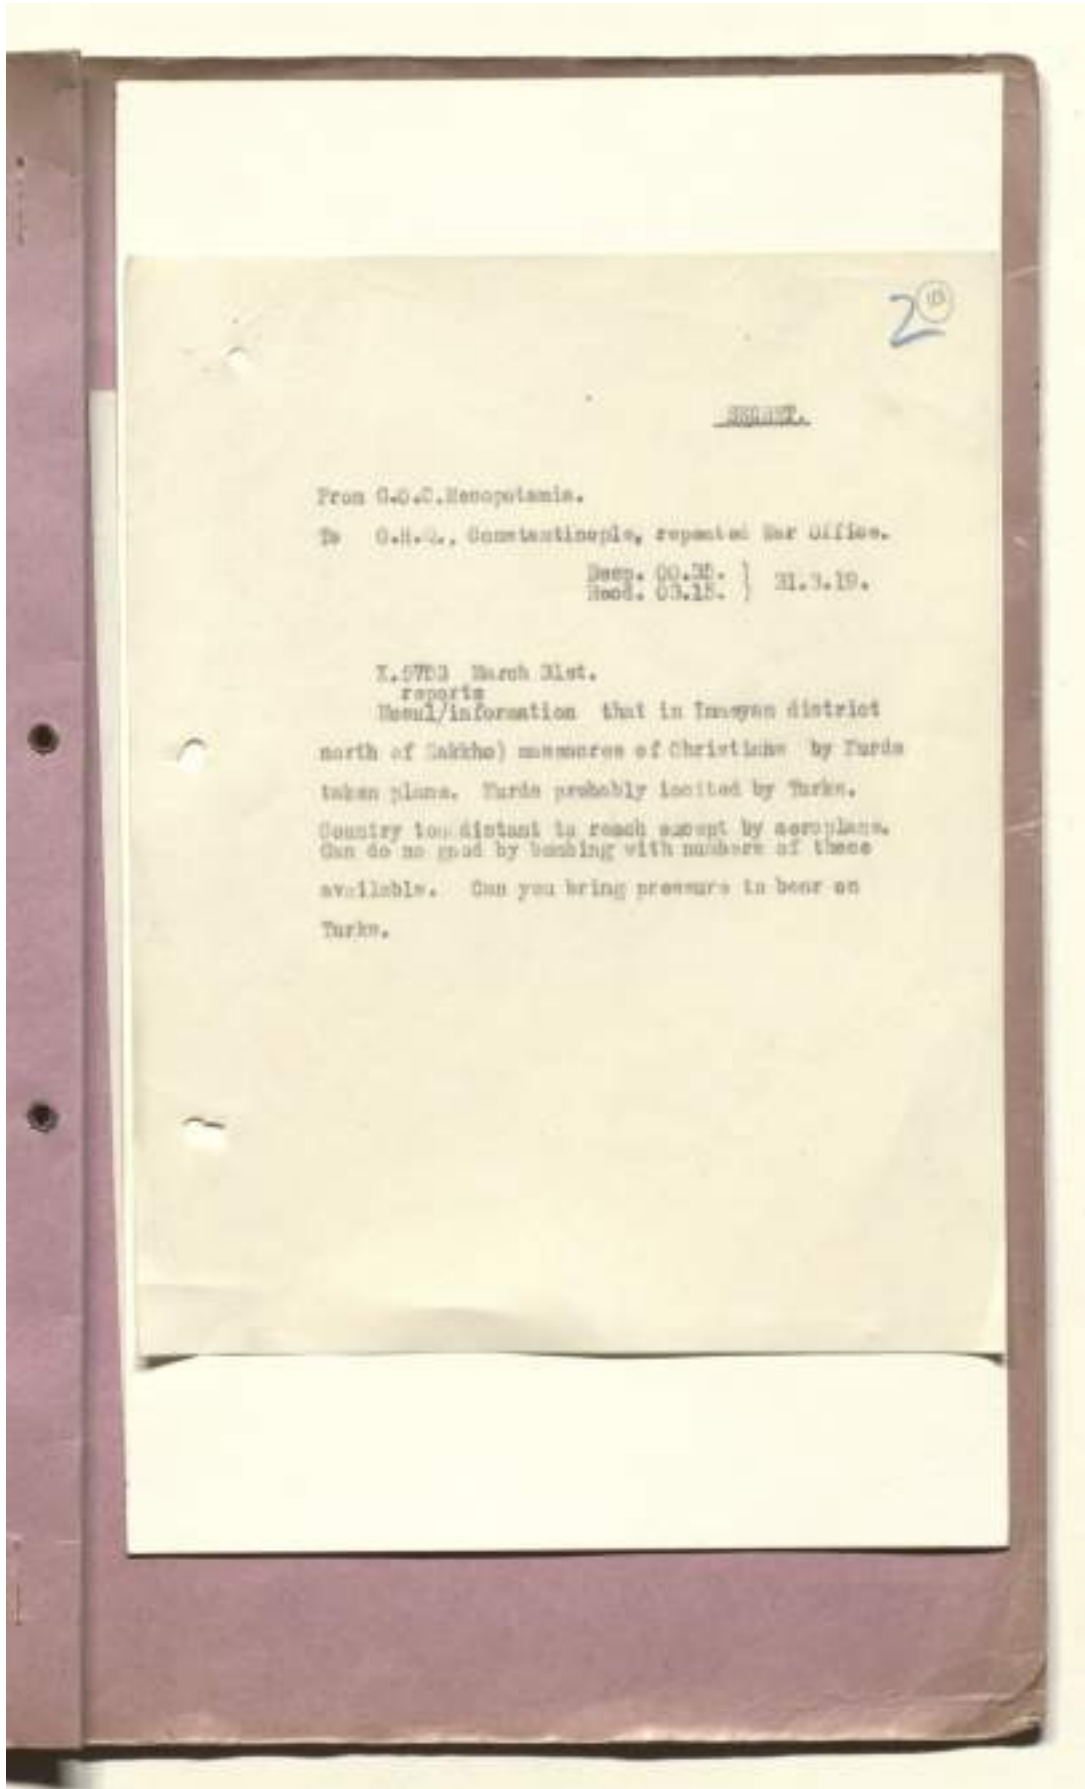 2
SECRET.
From G.O.C. Mesopotamia.
To G.H.Q., Constantinople, repeated War Office.
Desp. 00.35. } 31.3.19.
Recd. 03.15. }
March 31st.
reports
Mosul/information that in district
north of Zakkho) massacres of Christians by Kurds
taken place. Kurds probably incited by Turks.
Country too distant to reach except by aeroplane.
Can do no good by bombing with numbers of these
available. Can you bring pressure to bear on
Turks.